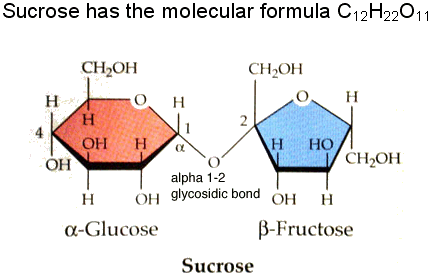 Sucrose has the molecular formula C₁₂H₂₂O₁₁
CH₂OH CH₂OH
H O H O H
H
4 1 2
OH H α H HO
OH O CH₂OH
alpha 1-2
glycosidic bond
H OH OH H
α-Glucose β-Fructose
Sucrose